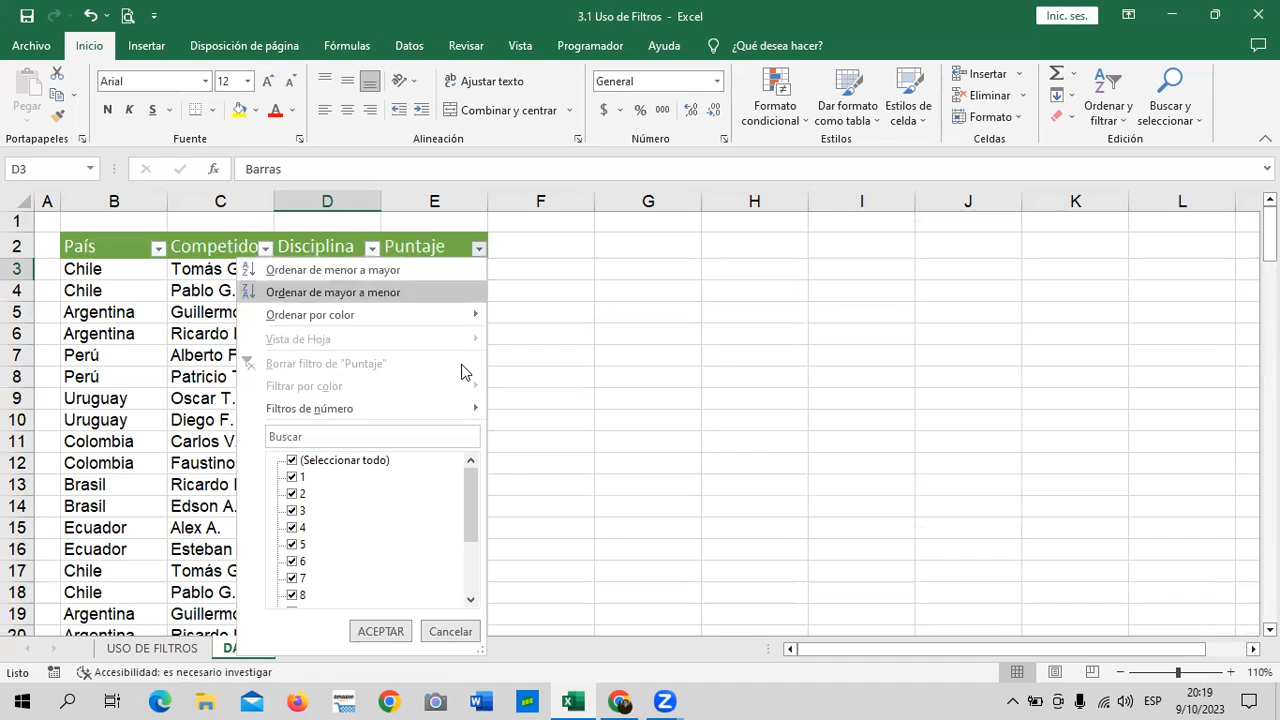 3.1 Uso de Filtros - Excel
Inic. ses.
Archivo Inicio Insertar Disposición de página Fórmulas Datos Revisar Vista Programador Ayuda ¿Qué desea hacer?
Pegar
Arial 12
N K S
Ajustar texto
Combinar y centrar
General
$ % 000
Formato condicional
Dar formato como tabla
Estilos de celda
Insertar
Eliminar
Formato
Ordenar y filtrar
Buscar y seleccionar
Portapapeles Fuente Alineación Número Estilos Celdas Edición
D3 fx Barras
A B C D E F G H I J K L
1
2 País Competido Disciplina Puntaje
3 Chile Tomás G
4 Chile Pablo G.
5 Argentina Guillermo
6 Argentina Ricardo
7 Perú Alberto F
8 Perú Patricio
9 Uruguay Oscar T.
10 Uruguay Diego F.
11 Colombia Carlos V.
12 Colombia Faustino
13 Brasil Ricardo
14 Brasil Edson A.
15 Ecuador Alex A.
16 Ecuador Esteban
17 Chile Tomás G
18 Chile Pablo G.
19 Argentina Guillermo
20 Argentina Ricardo
Ordenar de menor a mayor
Ordenar de mayor a menor
Ordenar por color
Vista de Hoja
Borrar filtro de "Puntaje"
Filtrar por color
Filtros de número
Buscar
(Seleccionar todo)
1
2
3
4
5
6
7
8
ACEPTAR Cancelar
USO DE FILTROS DA
Listo Accesibilidad: es necesario investigar 110%
ESP
20:19
9/10/2023